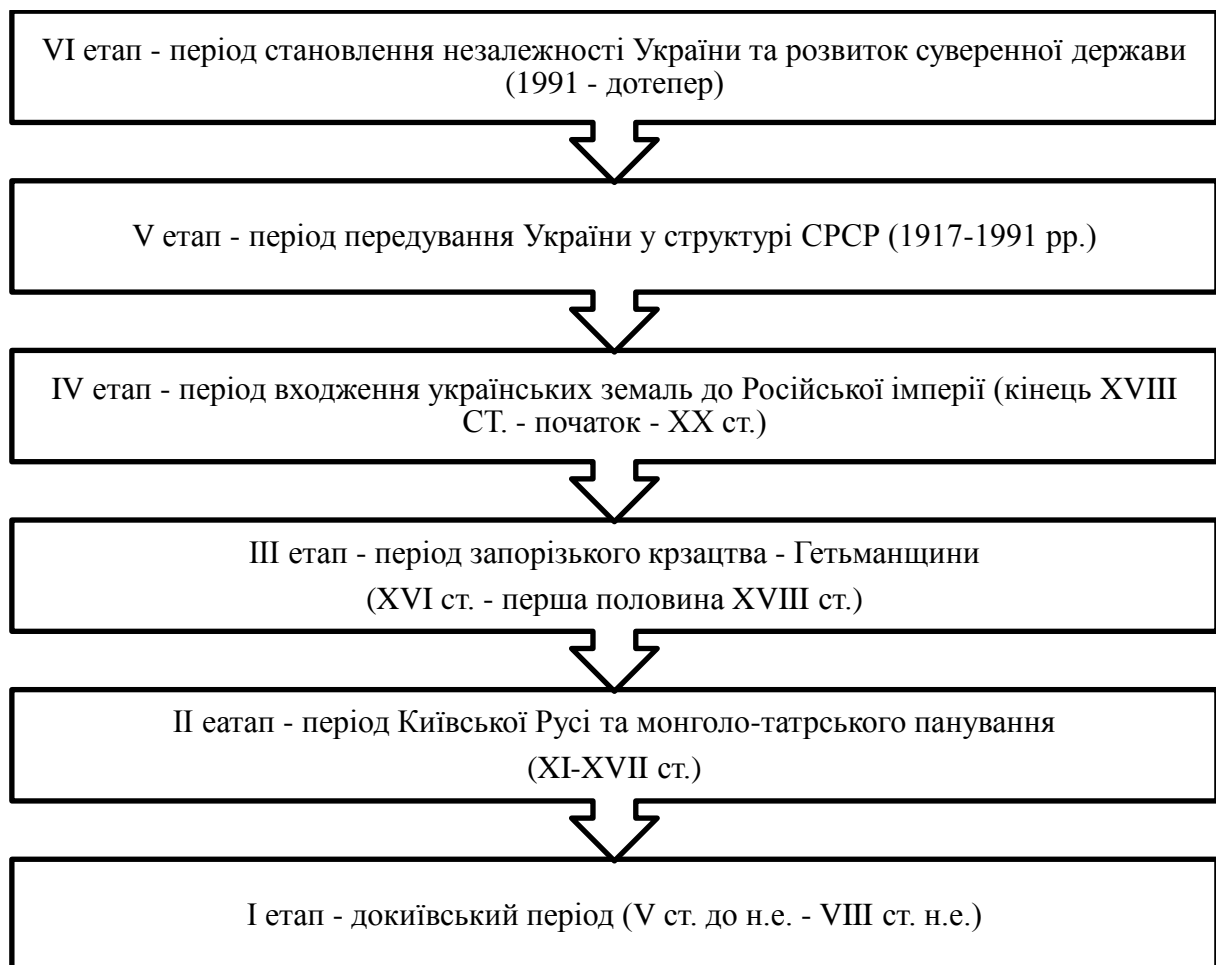 VI етап - період становлення незалежності України та розвиток суверенної держави
(1991 - дотепер)
V етап - період передування України у структурі СРСР (1917-1991 рр.)
IV етап - період входження українських земаль до Російської імперії (кінець XVIII
СТ. - початок - XX ст.)
III етап - період запорізького крзацтва - Гетьманщини
(XVI ст. - перша половина XVIII ст.)
II еатап - період Київської Русі та монголо-татрського панування
(XI-XVII ст.)
I етап - докиївський період (V ст. до н.е. - VIII ст. н.е.)